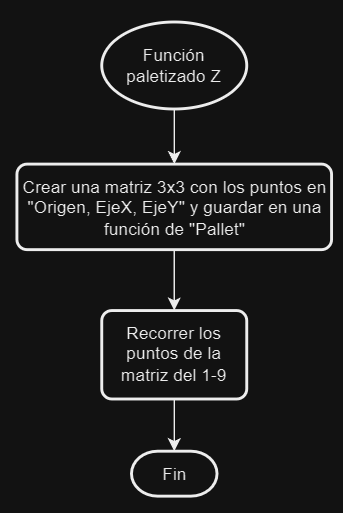 Función
paletizado Z
Crear una matriz 3x3 con los puntos en
"Origen, EjeX, EjeY" y guardar en una
función de "Pallet"
Recorrer los
puntos de la
matriz del 1-9
Fin